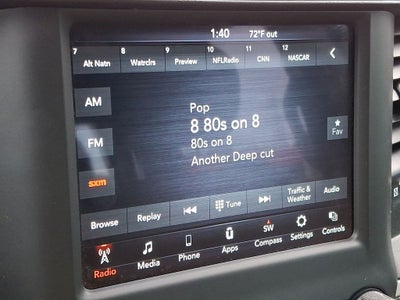 1:40 72°F out
7 8 9 10 11 12
Alt Natn Watrclrs Preview NFLRadio CNN NASCAR
AM
Pop
8 80s on 8
FM
80s on 8
Fav
Another Deep cut
sxm
Browse Replay Tune Traffic & Weather Audio
SW
Radio Media Phone Apps Compass Settings Controls